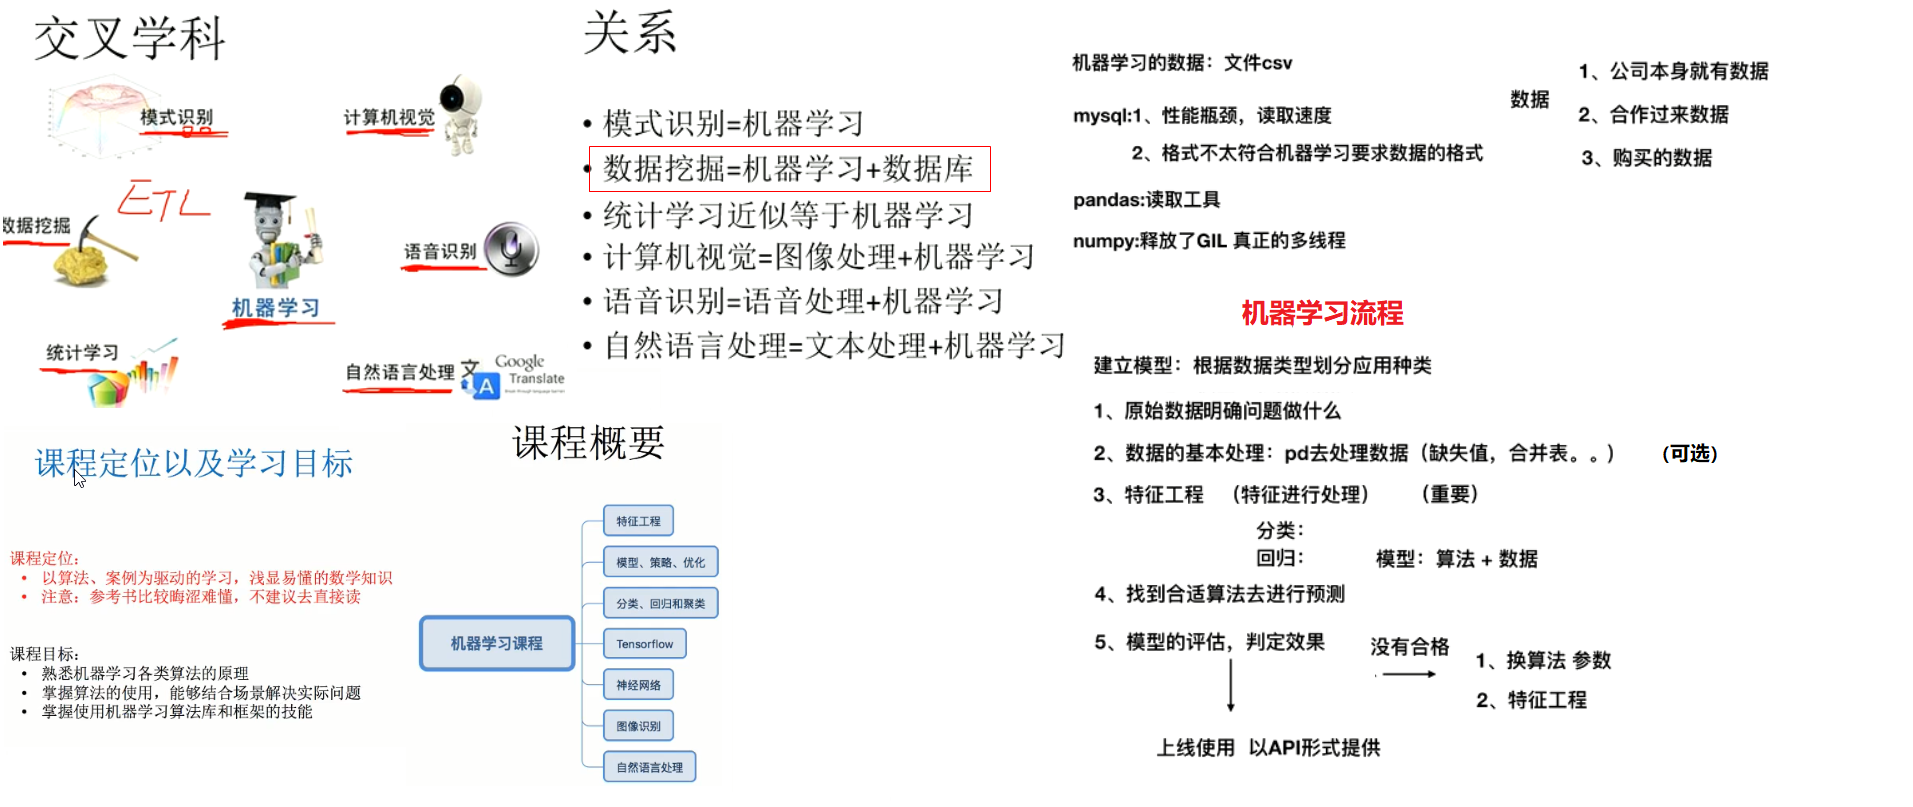 交叉学科
模式识别
计算机视觉
ETL
数据挖掘
语音识别
机器学习
统计学习
自然语言处理
文
A
Google
Translate
关系
• 模式识别=机器学习
• 数据挖掘=机器学习+数据库
• 统计学习近似等于机器学习
• 计算机视觉=图像处理+机器学习
• 语音识别=语音处理+机器学习
• 自然语言处理=文本处理+机器学习
机器学习的数据：文件csv
mysql:1、性能瓶颈，读取速度
2、格式不太符合机器学习要求数据的格式
pandas:读取工具
numpy:释放了GIL 真正的多线程
数据
1、公司本身就有数据
2、合作过来数据
3、购买的数据
机器学习流程
建立模型：根据数据类型划分应用种类
1、原始数据明确问题做什么
2、数据的基本处理：pd去处理数据（缺失值，合并表。。） （可选）
3、特征工程 （特征进行处理） （重要）
分类：
回归： 模型：算法 + 数据
4、找到合适算法去进行预测
5、模型的评估，判定效果
没有合格
1、换算法 参数
2、特征工程
上线使用 以API形式提供
课程定位以及学习目标
课程定位：
• 以算法、案例为驱动的学习，浅显易懂的数学知识
• 注意：参考书比较晦涩难懂，不建议去直接读
课程目标：
• 熟悉机器学习各类算法的原理
• 掌握算法的使用，能够结合场景解决实际问题
• 掌握使用机器学习算法库和框架的技能
课程概要
机器学习课程
特征工程
模型、策略、优化
分类、回归和聚类
Tensorflow
神经网络
图像识别
自然语言处理